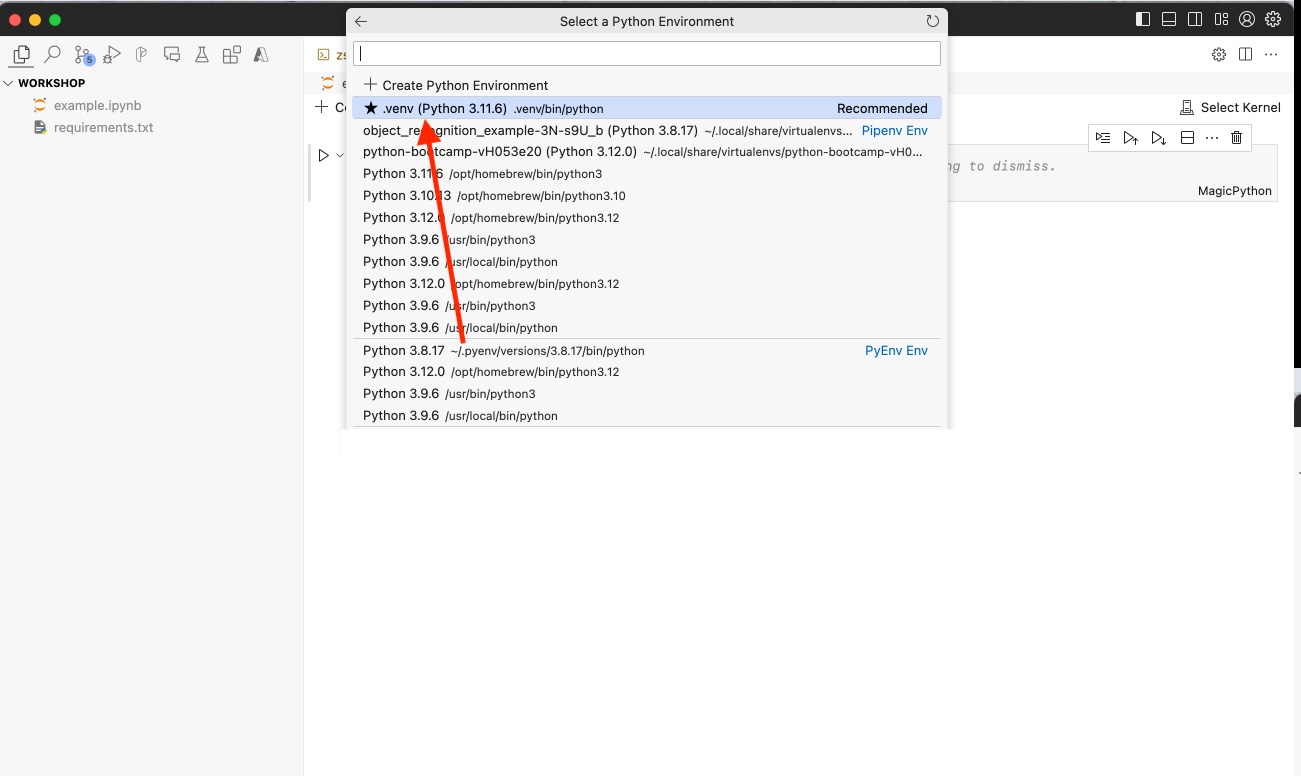 Select a Python Environment
5
WORKSHOP
example.ipynb
requirements.txt
zs
e
Select Kernel
Create Python Environment
.venv (Python 3.11.6) .venv/bin/python Recommended
(Python 3.8.17) ~/.local/share/virtualenvs... Pipenv Env
python-bootcamp-vH053e20 (Python 3.12.0) ~/.local/share/virtualenvs/python-bootcamp-vH0...
Python 3.11.6 /opt/homebrew/bin/python3
Python 3.10.13 /opt/homebrew/bin/python3.10
Python 3.12.0 /opt/homebrew/bin/python3.12
Python 3.9.6 /usr/bin/python3
Python 3.9.6 /usr/local/bin/python
Python 3.12.0 /opt/homebrew/bin/python3.12
Python 3.9.6 /usr/bin/python3
Python 3.9.6 /usr/local/bin/python
Python 3.8.17 ~/.pyenv/versions/3.8.17/bin/python PyEnv Env
Python 3.12.0 /opt/homebrew/bin/python3.12
Python 3.9.6 /usr/bin/python3
Python 3.9.6 /usr/local/bin/python
ng to dismiss.
MagicPython